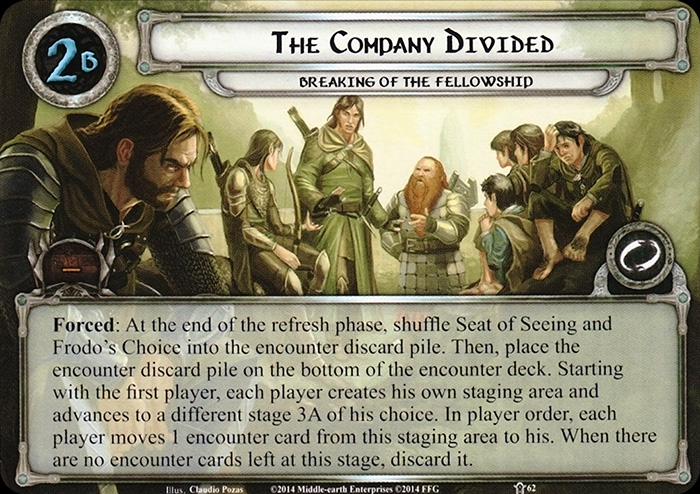 2B
THE COMPANY DIVIDED
BREAKING OF THE FELLOWSHIP
Forced: At the end of the refresh phase, shuffle Seat of Seeing and
Frodo's Choice into the encounter discard pile. Then, place the
encounter discard pile on the bottom of the encounter deck. Starting
with the first player, each player creates his own staging area and
advances to a different stage 3A of his choice. In player order, each
player moves 1 encounter card from this staging area to his. When there
are no encounter cards left at this stage, discard it.
Illus. Claudio Pozas ©2014 Middle-earth Enterprises ©2014 FFG 62